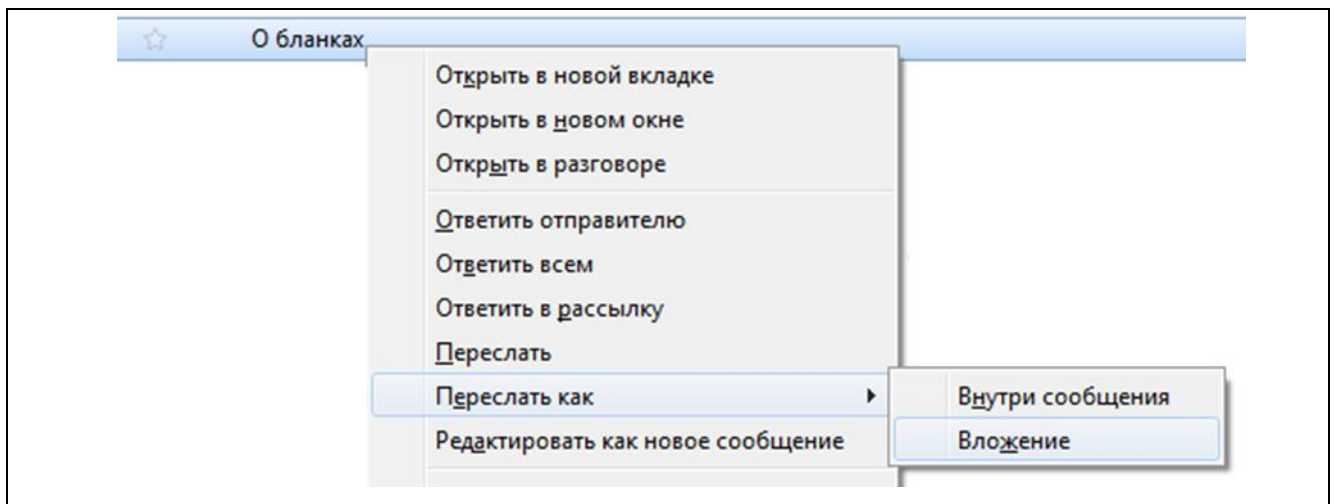 О бланках
Открыть в новой вкладке
Открыть в новом окне
Открыть в разговоре
Ответить отправителю
Ответить всем
Ответить в рассылку
Переслать
Переслать как
Внутри сообщения
Редактировать как новое сообщение
Вложение